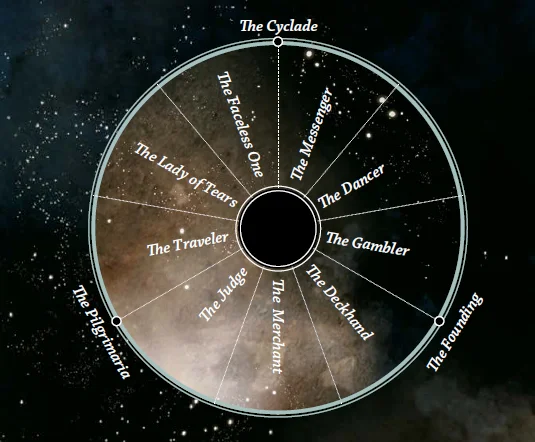 The Cyclade
The Messenger
The Dancer
The Gambler
The Founding
The Deckhand
The Merchant
The Judge
The Pilgrimaria
The Traveler
The Lady of Tears
The Faceless One